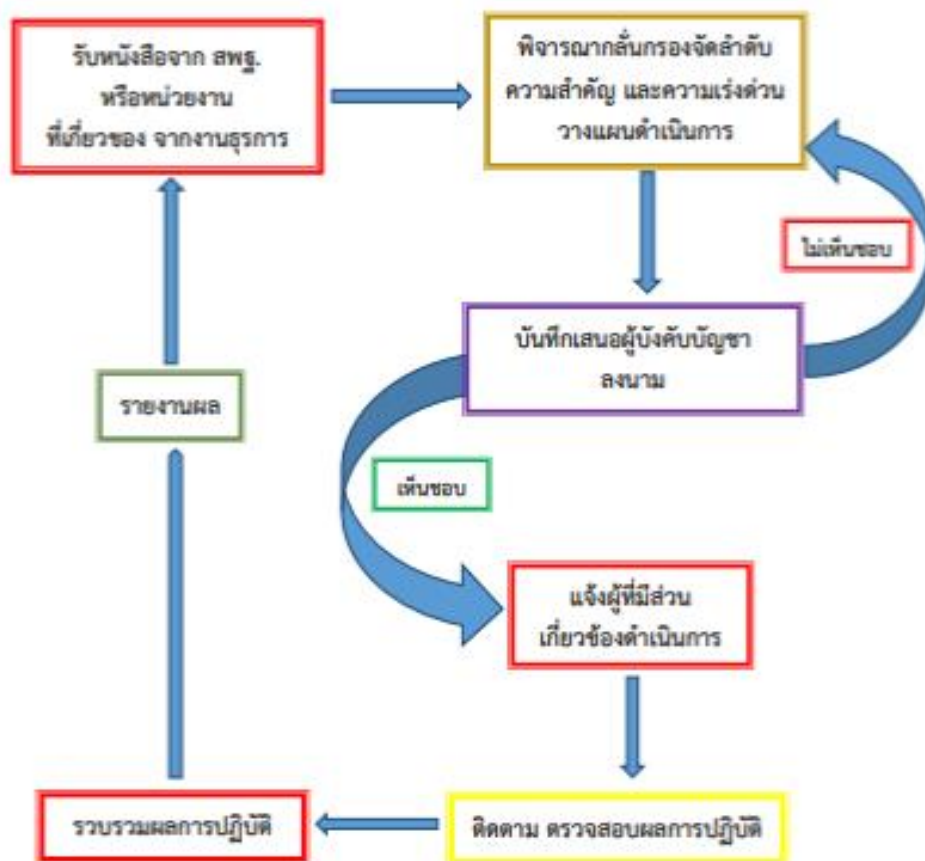 รับหนังสือจาก สพฐ.
หรือหน่วยงาน
ที่เกี่ยวของ จากงานธุรการ
พิจารณากลั่นกรองจัดลำดับ
ความสำคัญ และความเร่งด่วน
วางแผนดำเนินการ
ไม่เห็นชอบ
บันทึกเสนอผู้บังคับบัญชา
ลงนาม
รายงานผล
เห็นชอบ
แจ้งผู้ที่มีส่วน
เกี่ยวข้องดำเนินการ
รวบรวมผลการปฏิบัติ
ติดตาม ตรวจสอบผลการปฏิบัติ